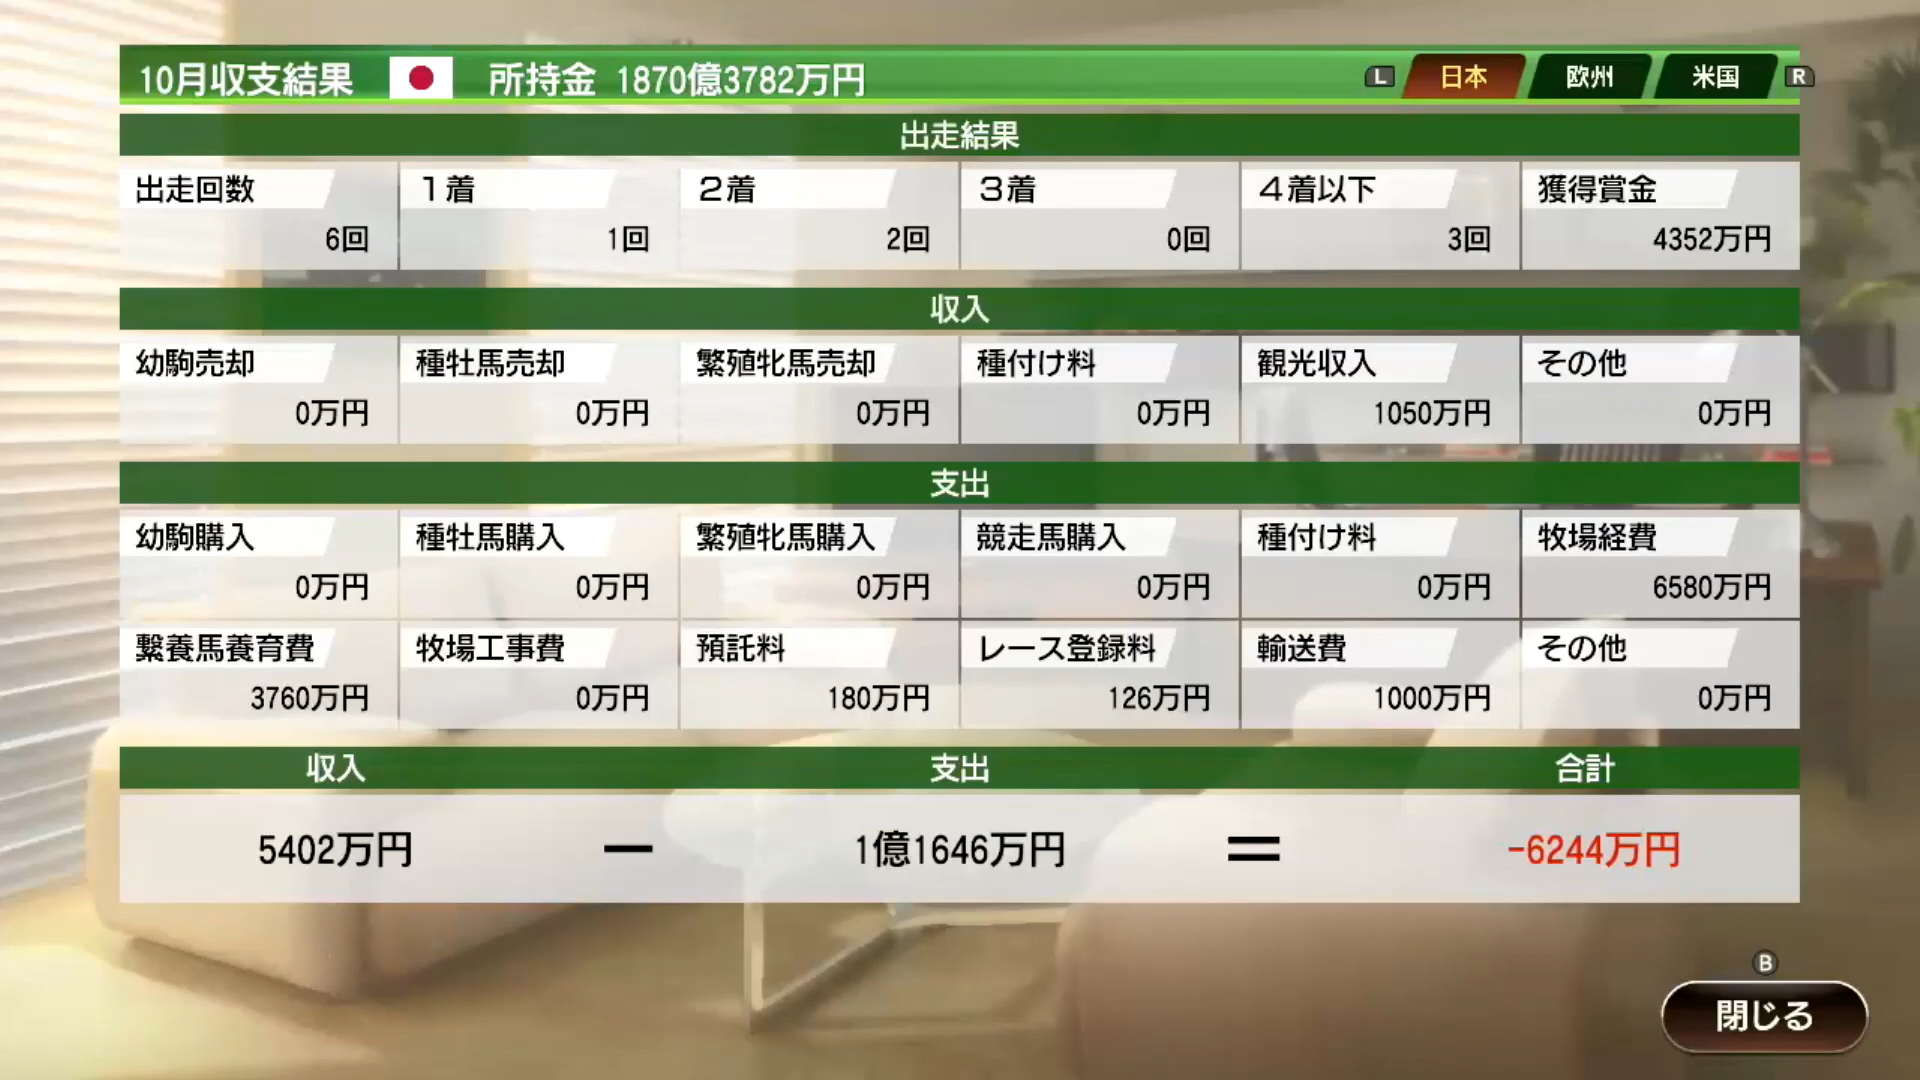 10月収支結果 所持金 1870億3782万円 L 日本 欧州 米国 R
出走結果
出走回数 1着 2着 3着 4着以下 獲得賞金
6回 1回 2回 0回 3回 4352万円
収入
幼駒売却 種牡馬売却 繁殖牝馬売却 種付け料 観光収入 その他
0万円 0万円 0万円 0万円 1050万円 0万円
支出
幼駒購入 種牡馬購入 繁殖牝馬購入 競走馬購入 種付け料 牧場経費
0万円 0万円 0万円 0万円 0万円 6580万円
繋養馬養育費 牧場工事費 預託料 レース登録料 輸送費 その他
3760万円 0万円 180万円 126万円 1000万円 0万円
収入 支出 合計
5402万円 − 1億1646万円 = -6244万円
B
閉じる